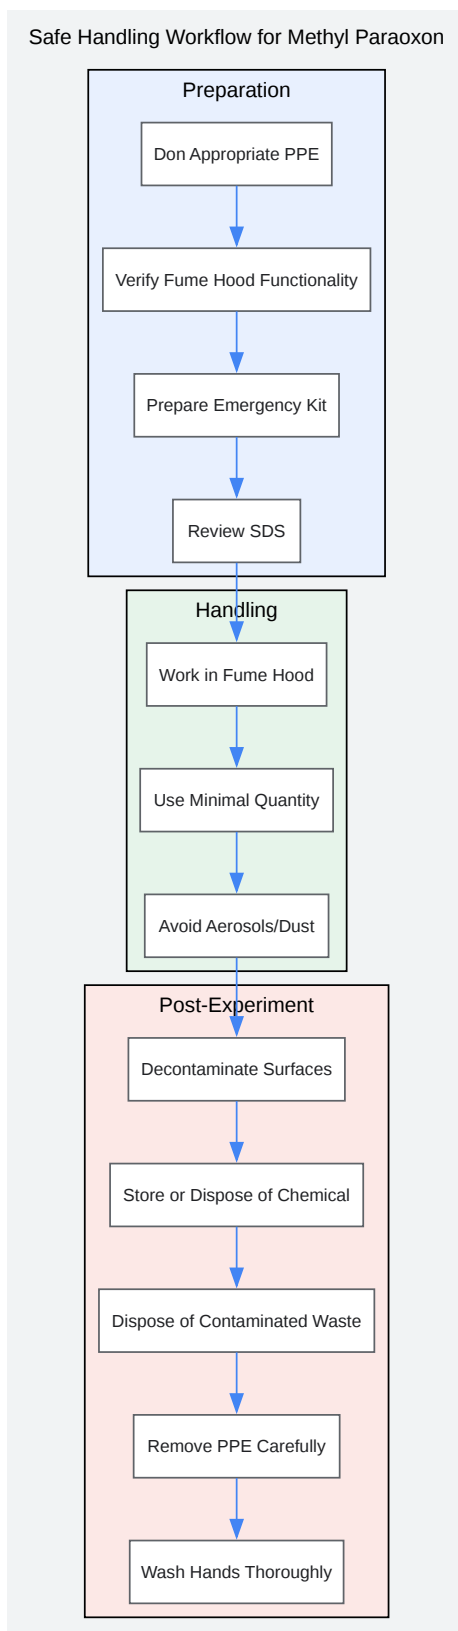 Safe Handling Workflow for Methyl Paraoxon
Preparation
Don Appropriate PPE
Verify Fume Hood Functionality
Prepare Emergency Kit
Review SDS
Handling
Work in Fume Hood
Use Minimal Quantity
Avoid Aerosols/Dust
Post-Experiment
Decontaminate Surfaces
Store or Dispose of Chemical
Dispose of Contaminated Waste
Remove PPE Carefully
Wash Hands Thoroughly